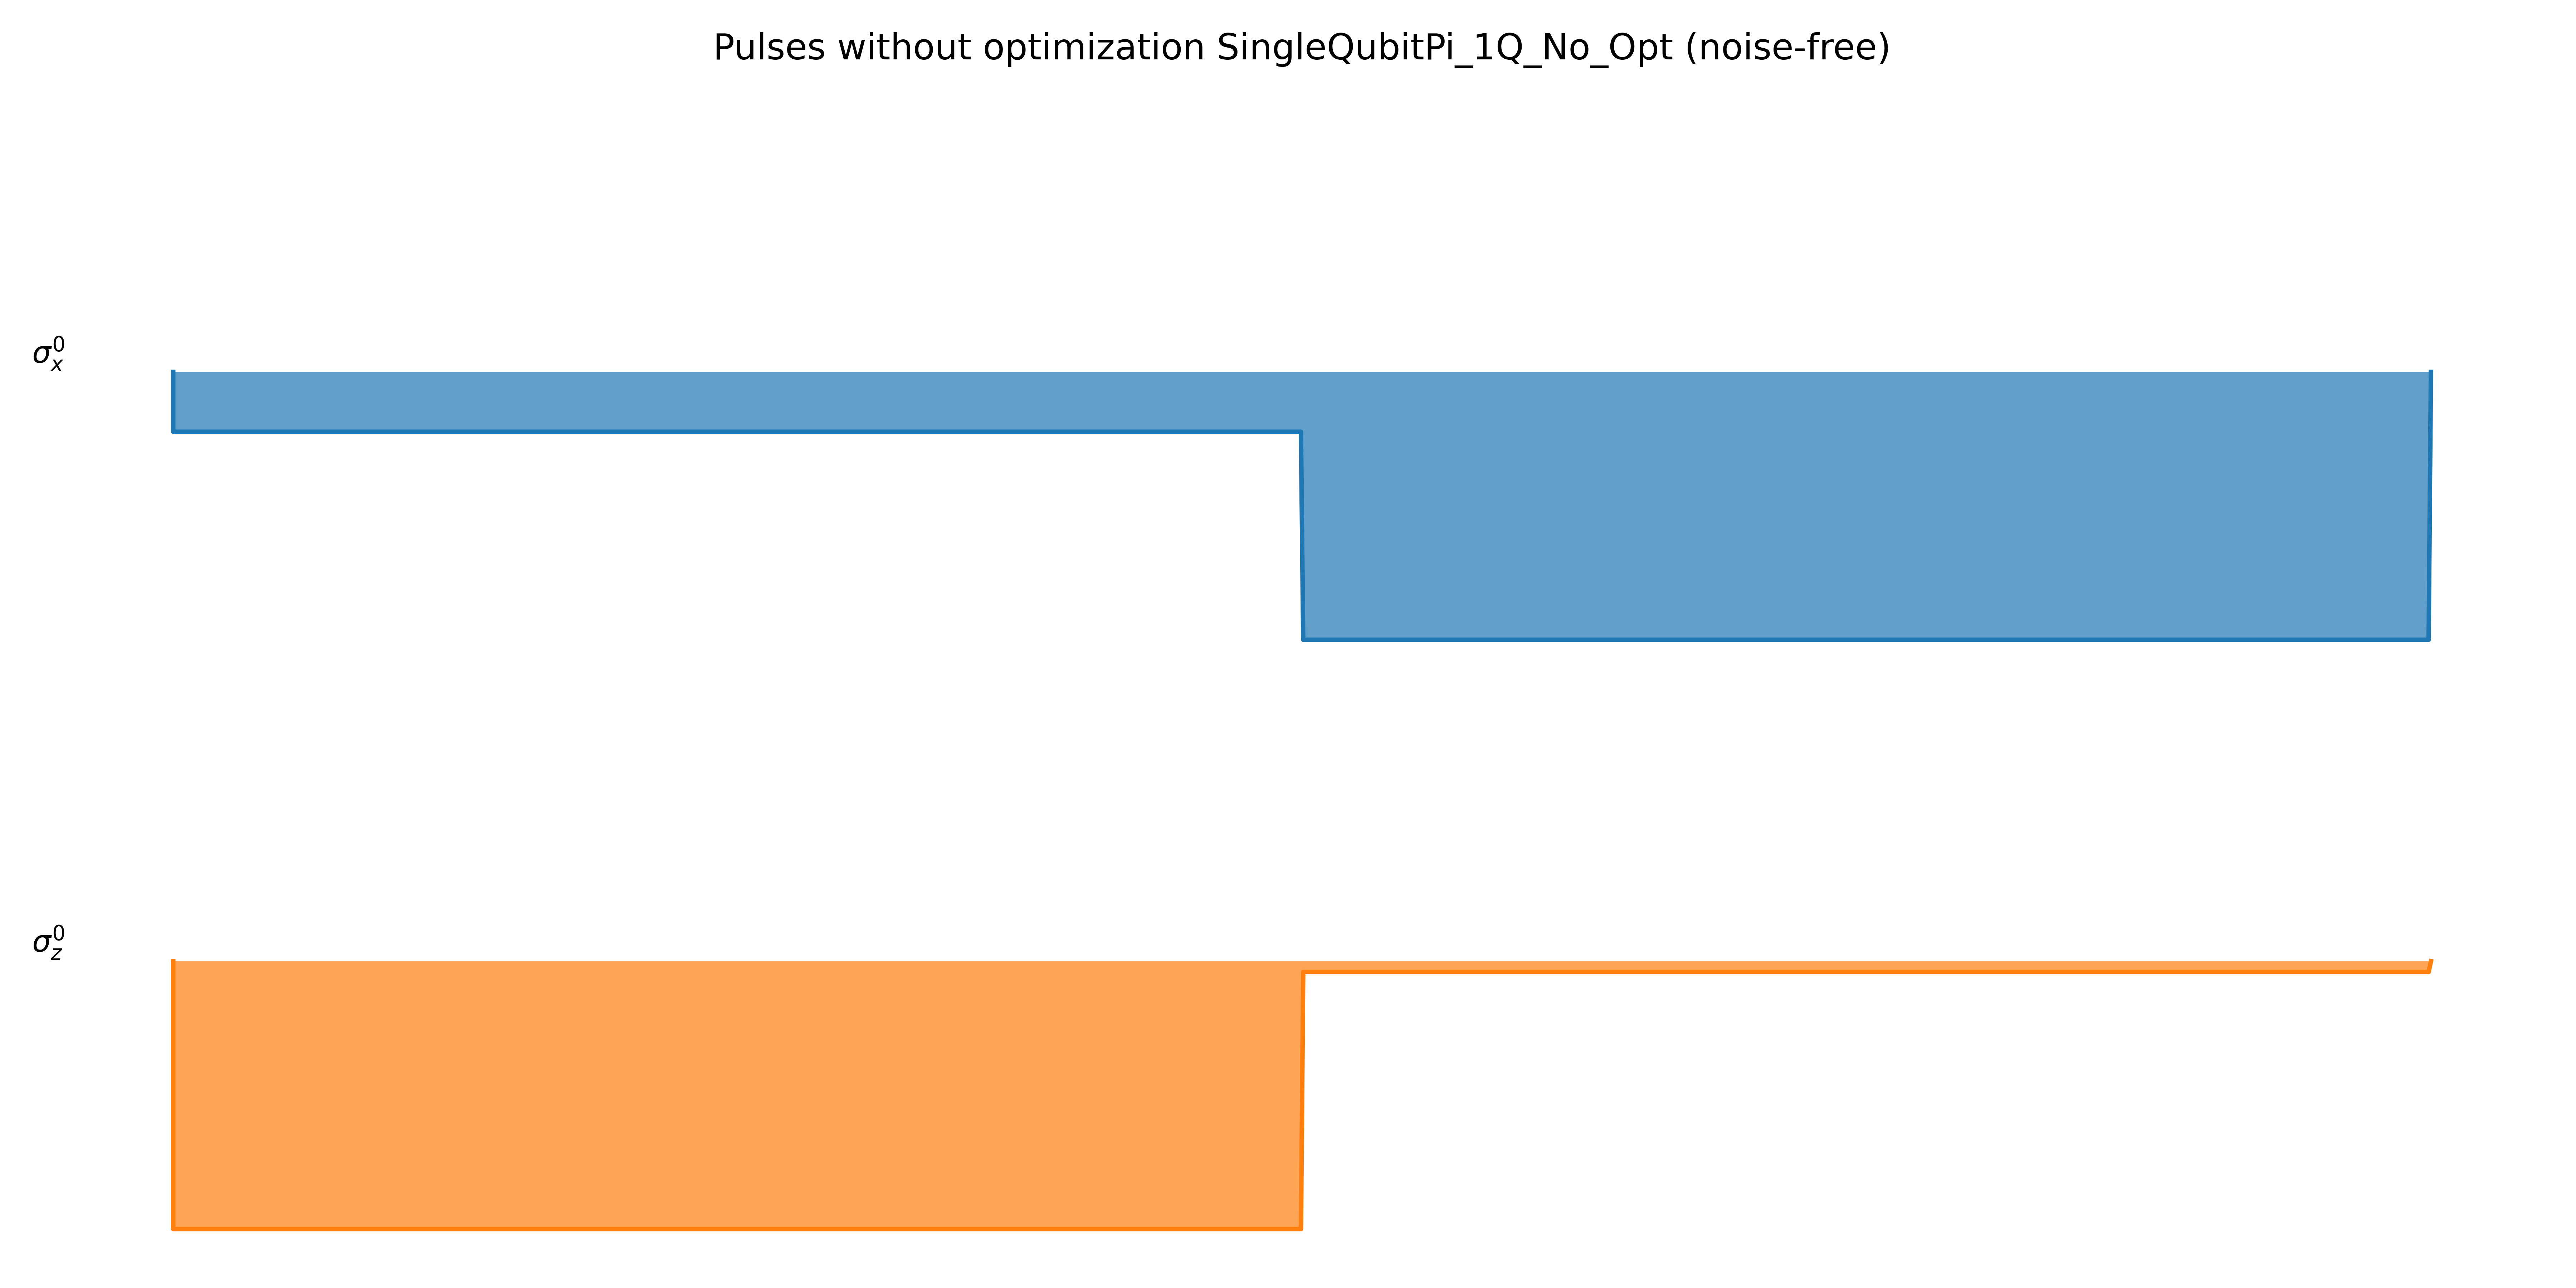 Pulses without optimization SingleQubitPi_1Q_No_Opt (noise-free)
σ_x^0
σ_z^0